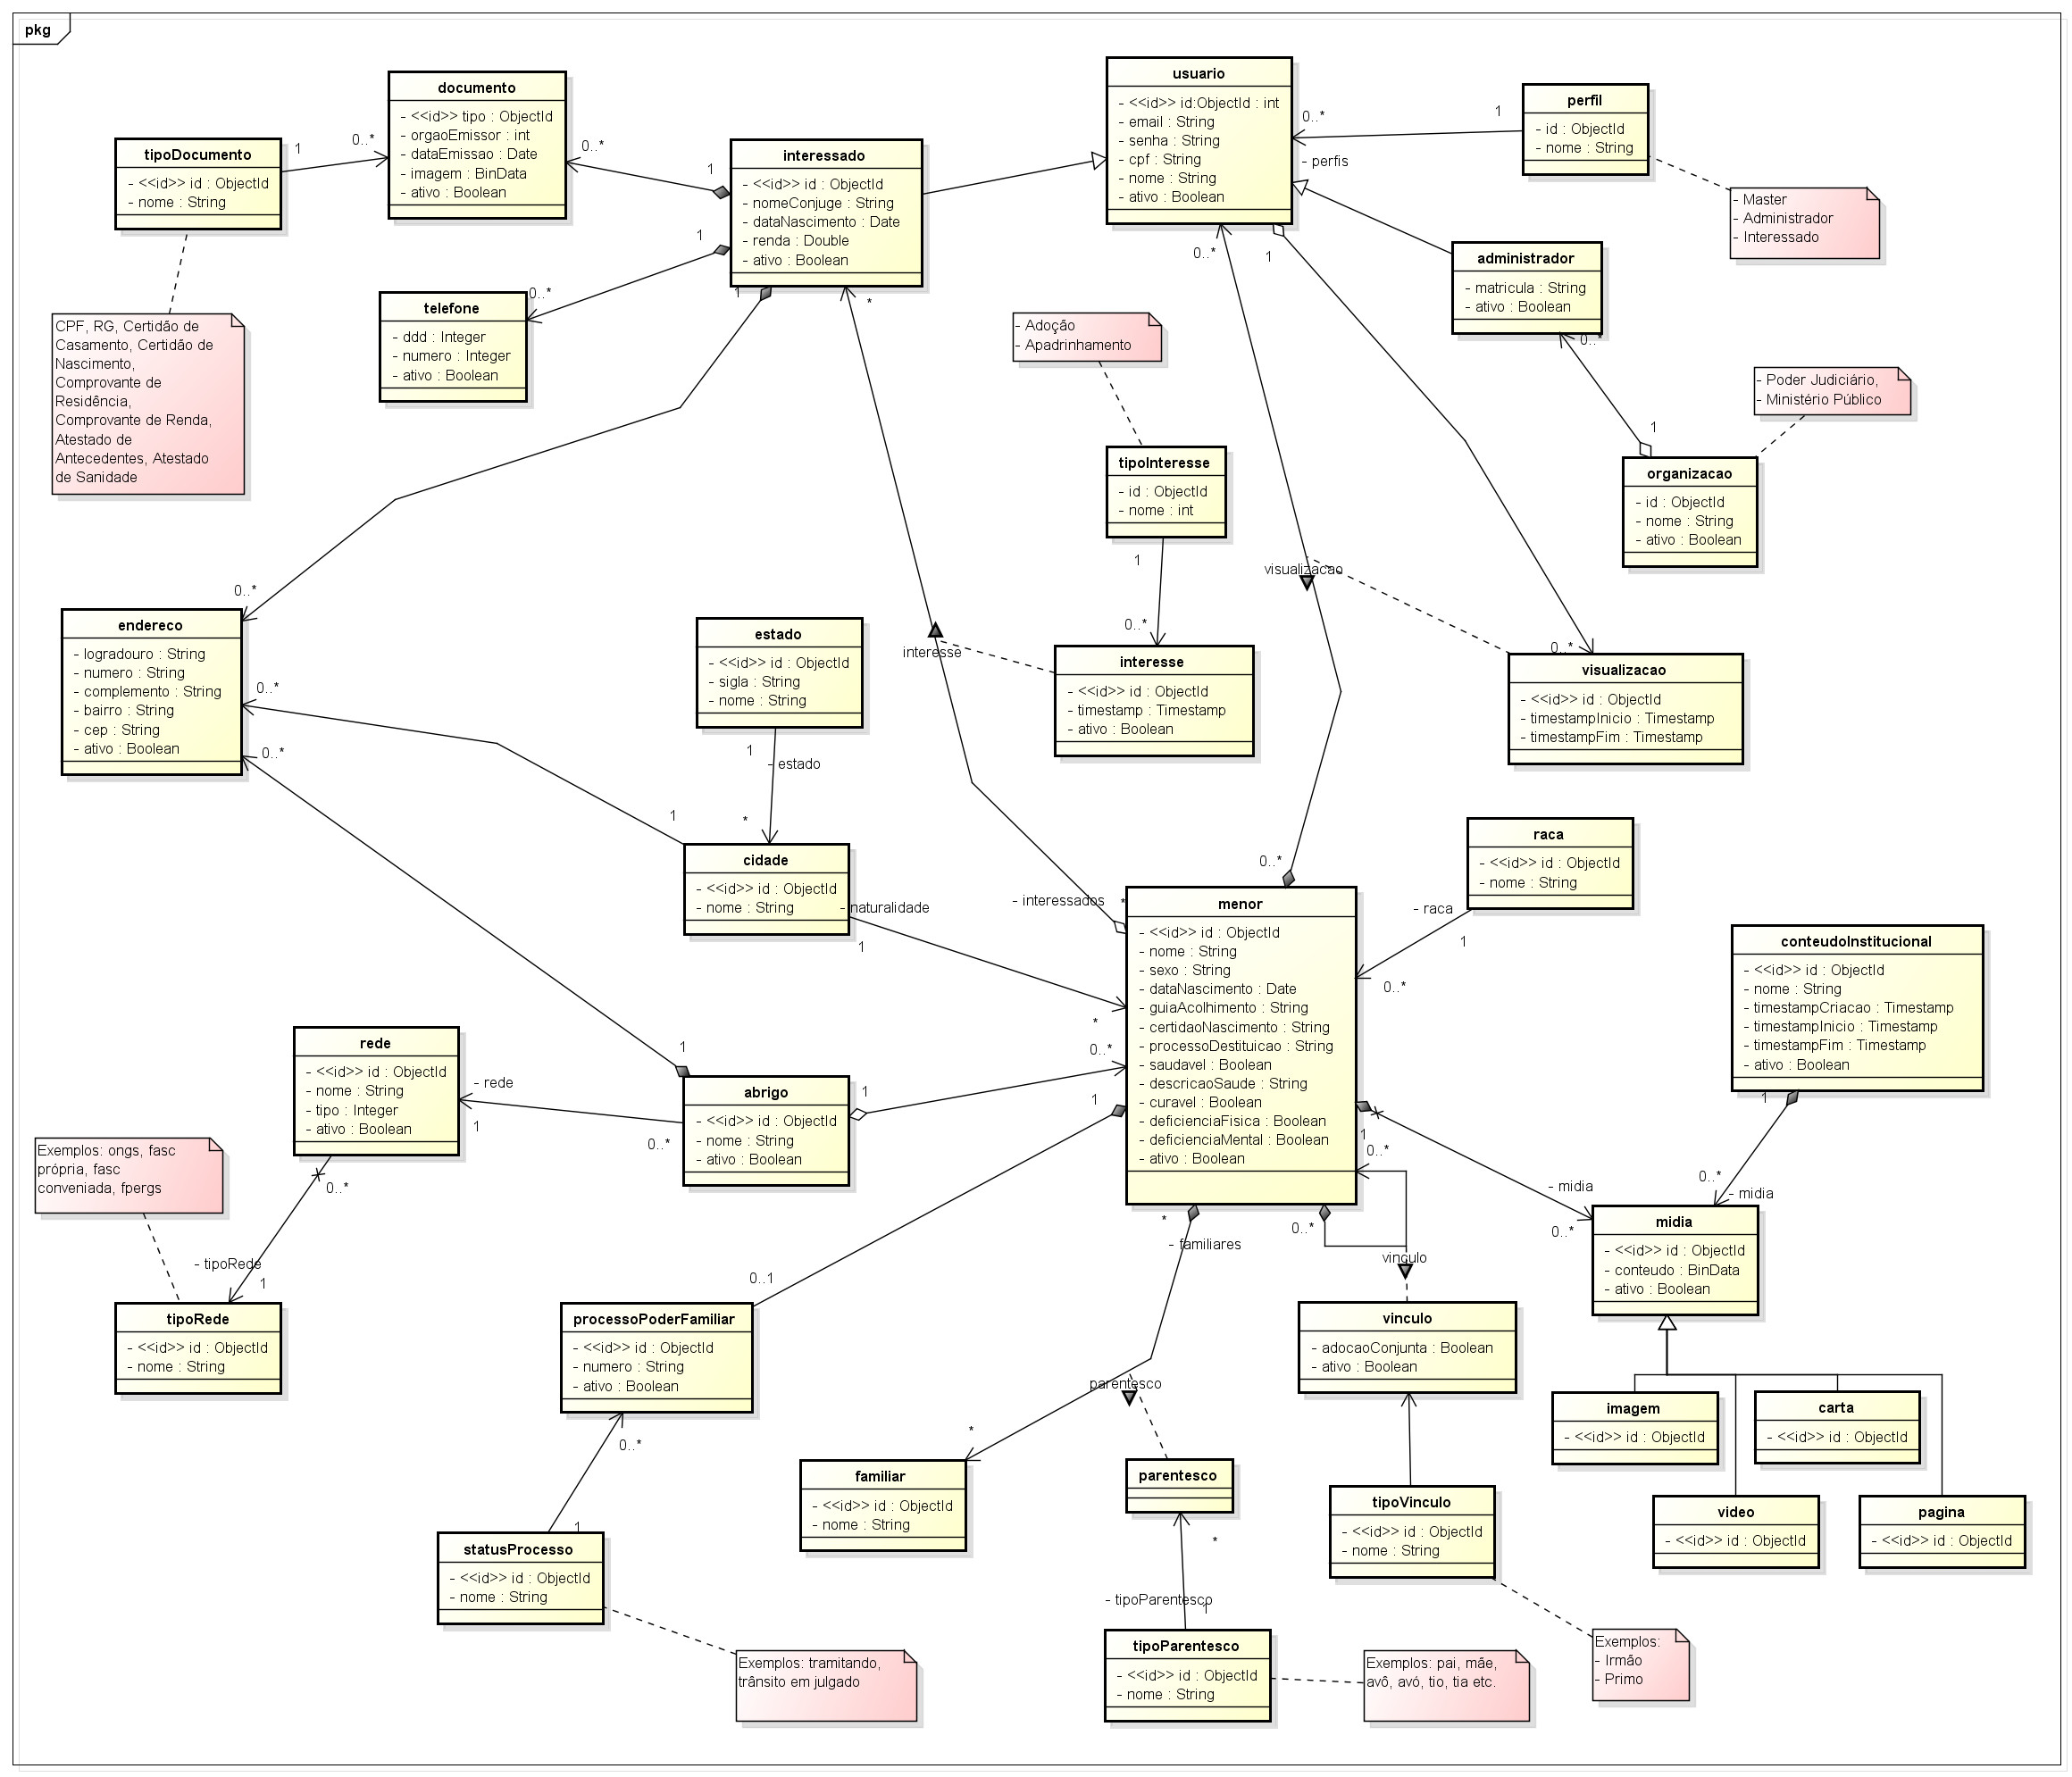 pkg
documento
- <<id>> tipo : ObjectId
- orgaoEmissor : int
- dataEmissao : Date
- imagem : BinData
- ativo : Boolean
tipoDocumento
- <<id>> id : ObjectId
- nome : String
1
0..*
0..*
1
interessado
- <<id>> id : ObjectId
- nomeConjuge : String
- dataNascimento : Date
- renda : Double
- ativo : Boolean
1
1
*
usuario
- <<id>> id:ObjectId : int
- email : String
- senha : String
- cpf : String
- nome : String
- ativo : Boolean
0..*
1
- perfis
0..*
1
perfil
- id : ObjectId
- nome : String
- Master
- Administrador
- Interessado
administrador
- matricula : String
- ativo : Boolean
0..*
telefone
- ddd : Integer
- numero : Integer
- ativo : Boolean
0..*
CPF, RG, Certidão de
Casamento, Certidão de
Nascimento,
Comprovante de
Residência,
Comprovante de Renda,
Atestado de
Antecedentes, Atestado
de Sanidade
- Adoção
- Apadrinhamento
- Poder Judiciário,
- Ministério Público
1
organizacao
- id : ObjectId
- nome : String
- ativo : Boolean
tipoInteresse
- id : ObjectId
- nome : int
1
0..*
visualizacao
0..*
endereco
- logradouro : String
- numero : String
- complemento : String
- bairro : String
- cep : String
- ativo : Boolean
0..*
0..*
0..*
estado
- <<id>> id : ObjectId
- sigla : String
- nome : String
1
- estado
*
interesse
interesse
- <<id>> id : ObjectId
- timestamp : Timestamp
- ativo : Boolean
visualizacao
- <<id>> id : ObjectId
- timestampInicio : Timestamp
- timestampFim : Timestamp
1
cidade
- <<id>> id : ObjectId
- nome : String
- naturalidade
1
*
- interessados
*
0..*
menor
- <<id>> id : ObjectId
- nome : String
- sexo : String
- dataNascimento : Date
- guiaAcolhimento : String
- certidaoNascimento : String
- processoDestituicao : String
- saudavel : Boolean
- descricaoSaude : String
- curavel : Boolean
- deficienciaFisica : Boolean
- deficienciaMental : Boolean
- ativo : Boolean
raca
- <<id>> id : ObjectId
- nome : String
- raca
1
0..*
conteudoInstitucional
- <<id>> id : ObjectId
- nome : String
- timestampCriacao : Timestamp
- timestampInicio : Timestamp
- timestampFim : Timestamp
- ativo : Boolean
1
0..*
- midia
rede
- <<id>> id : ObjectId
- nome : String
- tipo : Integer
- ativo : Boolean
- rede
1
0..*
1
abrigo
- <<id>> id : ObjectId
- nome : String
- ativo : Boolean
1
0..*
1
1
0..*
- midia
0..*
Exemplos: ongs, fasc
própria, fasc
conveniada, fpergs
0..*
- tipoRede
1
tipoRede
- <<id>> id : ObjectId
- nome : String
0..1
processoPoderFamiliar
- <<id>> id : ObjectId
- numero : String
- ativo : Boolean
*
- familiares
0..*
vinculo
vinculo
- adocaoConjunta : Boolean
- ativo : Boolean
midia
- <<id>> id : ObjectId
- conteudo : BinData
- ativo : Boolean
imagem
- <<id>> id : ObjectId
carta
- <<id>> id : ObjectId
video
- <<id>> id : ObjectId
pagina
- <<id>> id : ObjectId
parentesco
*
0..*
1
familiar
- <<id>> id : ObjectId
- nome : String
parentesco
*
- tipoParentesco
1
tipoVinculo
- <<id>> id : ObjectId
- nome : String
statusProcesso
- <<id>> id : ObjectId
- nome : String
Exemplos: tramitando,
trânsito em julgado
tipoParentesco
- <<id>> id : ObjectId
- nome : String
Exemplos: pai, mãe,
avô, avó, tio, tia etc.
Exemplos:
- Irmão
- Primo